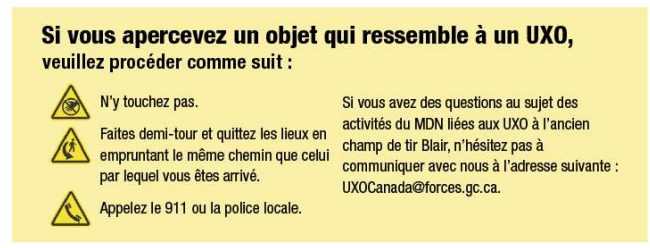 Si vous apercevez un objet qui ressemble à un UXO,
veuillez procéder comme suit :
N'y touchez pas.
Faites demi-tour et quittez les lieux en
empruntant le même chemin que celui
par lequel vous êtes arrivé.
Appelez le 911 ou la police locale.
Si vous avez des questions au sujet des
activités du MDN liées aux UXO à l'ancien
champ de tir Blair, n'hésitez pas à
communiquer avec nous à l'adresse suivante :
UXOCanada@forces.gc.ca.